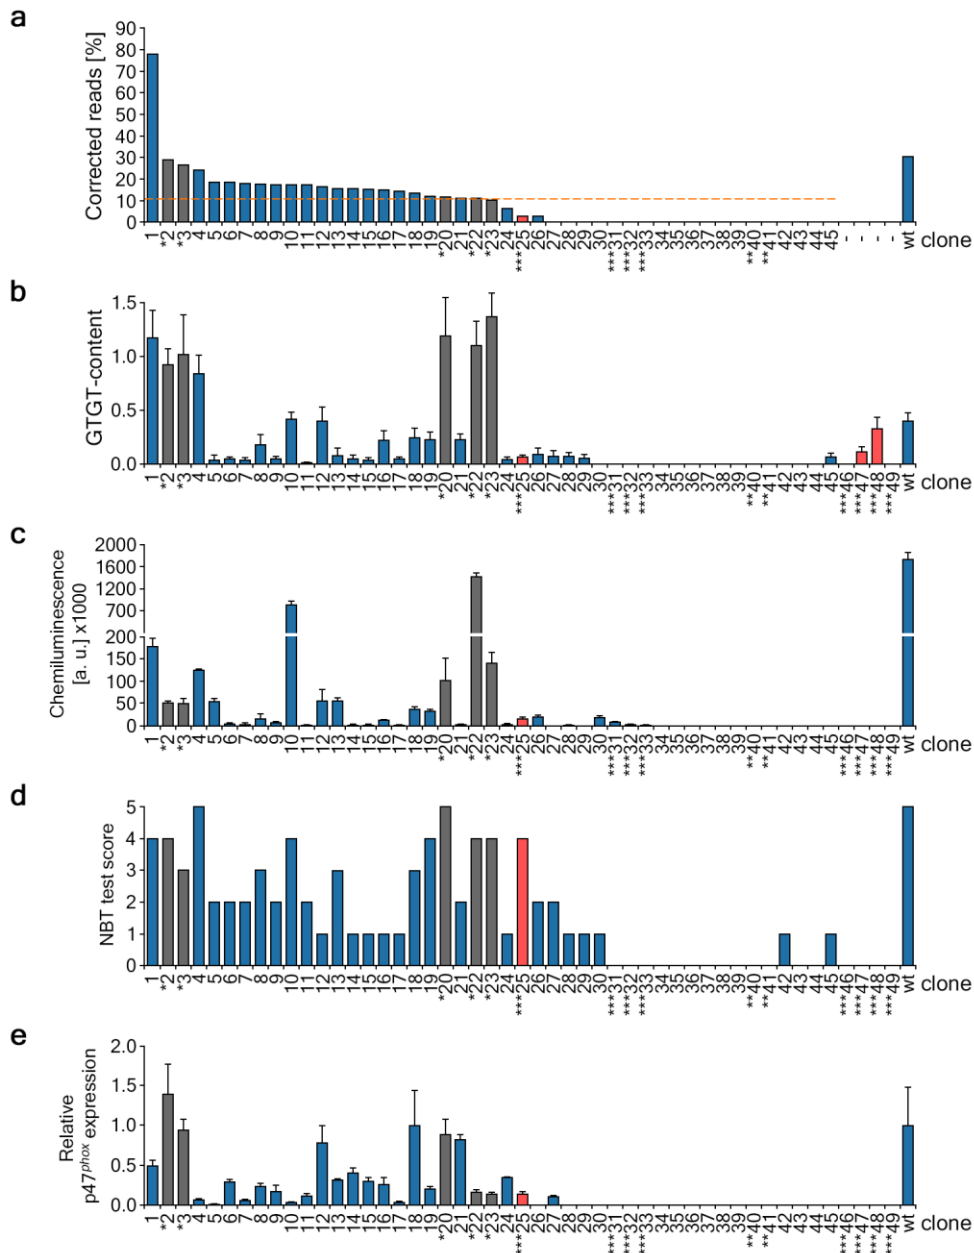 a
Corrected reads [%]
90
80
70
60
50
40
30
20
10
0
1 *2 *3 4 5 6 7 8 9 10 11 12 13 14 15 16 17 18 19 *20 21 *22 *23 24 ***25 26 27 28 29 30 ***31 ***32 ***33 34 35 36 37 38 39 **40 **41 42 43 44 45 - - - - wt clone
b
GTGT-content
1.5
1.0
0.5
0.0
1 *2 *3 4 5 6 7 8 9 10 11 12 13 14 15 16 17 18 19 *20 21 *22 *23 24 ***25 26 27 28 29 30 ***31 ***32 ***33 34 35 36 37 38 39 **40 **41 42 43 44 45 ***46 ***47 ***48 ***49 wt clone
c
Chemiluminescence
[a. u.] x1000
2000
1600
1200
700
200
150
100
50
0
1 *2 *3 4 5 6 7 8 9 10 11 12 13 14 15 16 17 18 19 *20 21 *22 *23 24 ***25 26 27 28 29 30 ***31 ***32 ***33 34 35 36 37 38 39 **40 **41 42 43 44 45 ***46 ***47 ***48 ***49 wt clone
d
NBT test score
5
4
3
2
1
0
1 *2 *3 4 5 6 7 8 9 10 11 12 13 14 15 16 17 18 19 *20 21 *22 *23 24 ***25 26 27 28 29 30 ***31 ***32 ***33 34 35 36 37 38 39 **40 **41 42 43 44 45 ***46 ***47 ***48 ***49 wt clone
e
Relative
p47phox expression
2.0
1.5
1.0
0.5
0.0
1 *2 *3 4 5 6 7 8 9 10 11 12 13 14 15 16 17 18 19 *20 21 *22 *23 24 ***25 26 27 28 29 30 ***31 ***32 ***33 34 35 36 37 38 39 **40 **41 42 43 44 45 ***46 ***47 ***48 ***49 wt clone